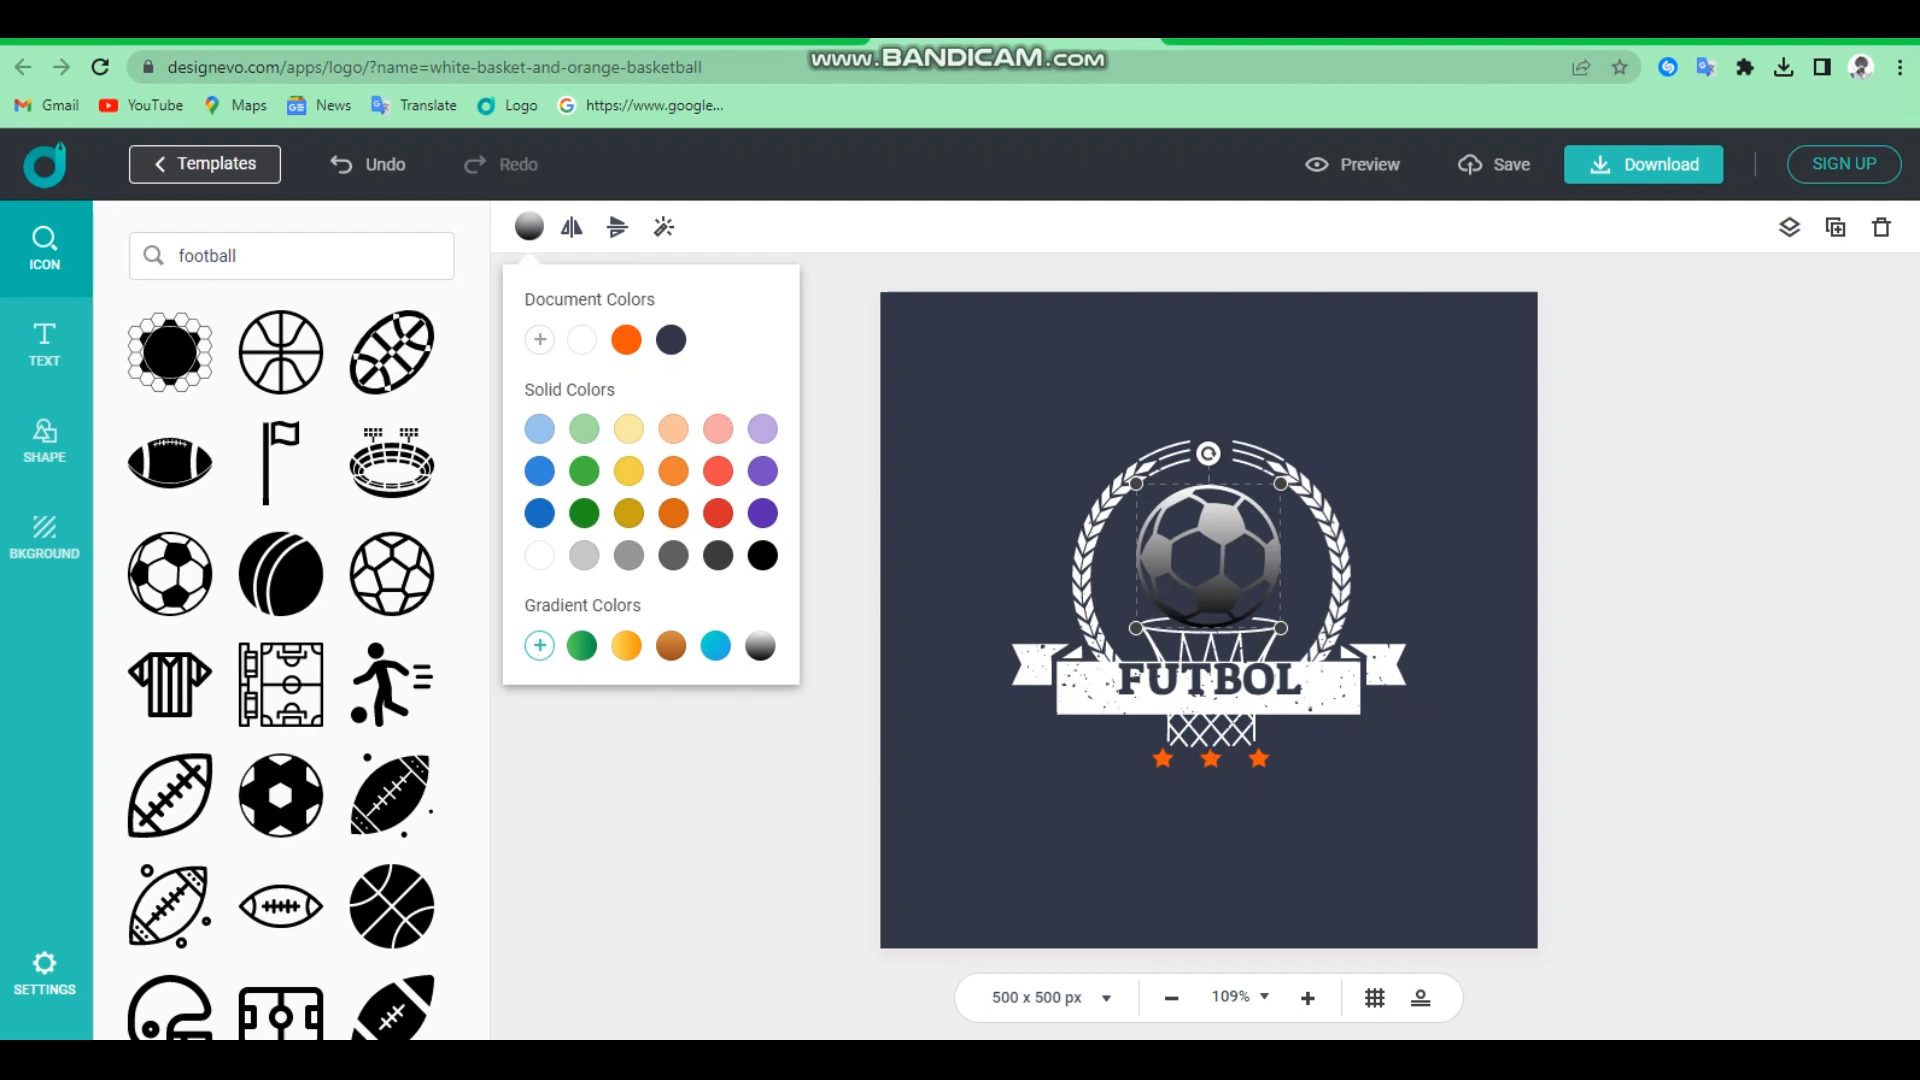 www.BANDICAM.com
designevo.com/apps/logo/?name=white-basket-and-orange-basketball
Gmail
YouTube
Maps
News
Translate
Logo
https://www.google...
Templates
Undo
Redo
Preview
Save
Download
SIGN UP
ICON
TEXT
SHAPE
BKGROUND
SETTINGS
football
Document Colors
Solid Colors
Gradient Colors
FUTBOL
500 x 500 px
109%